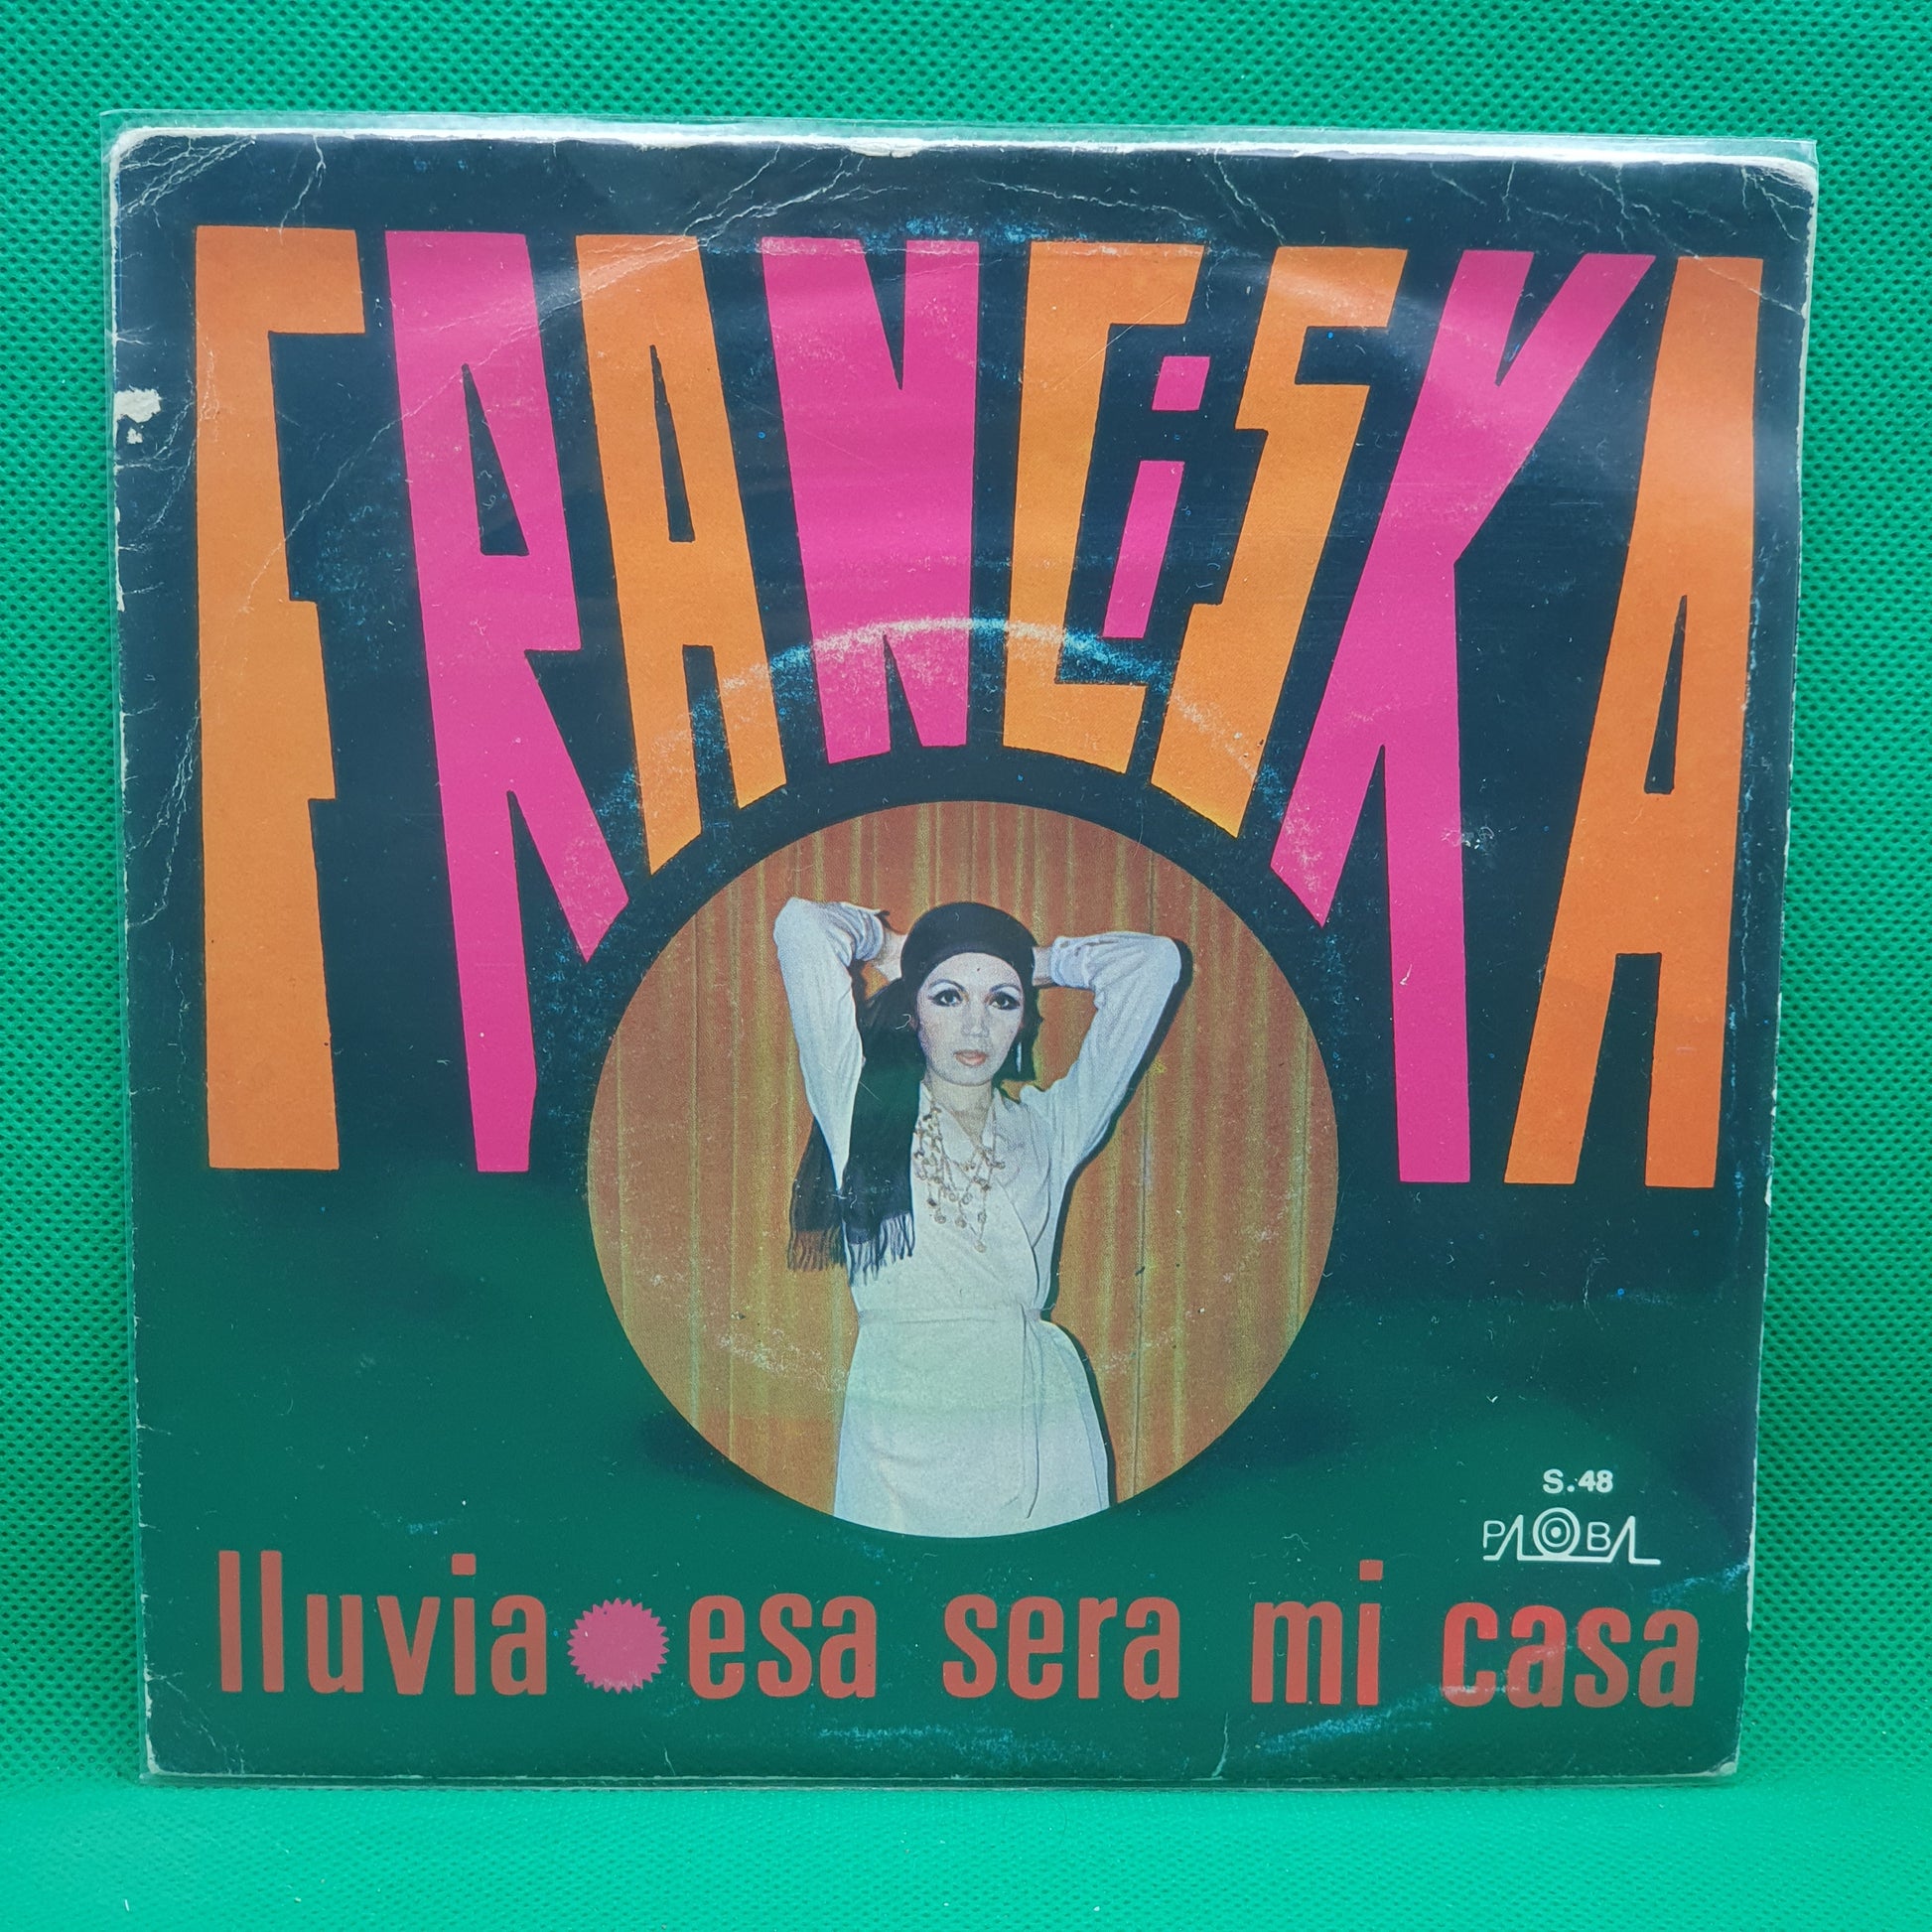 FRANCiSKA
S.48
PALOBAL
lluvia esa sera mi casa